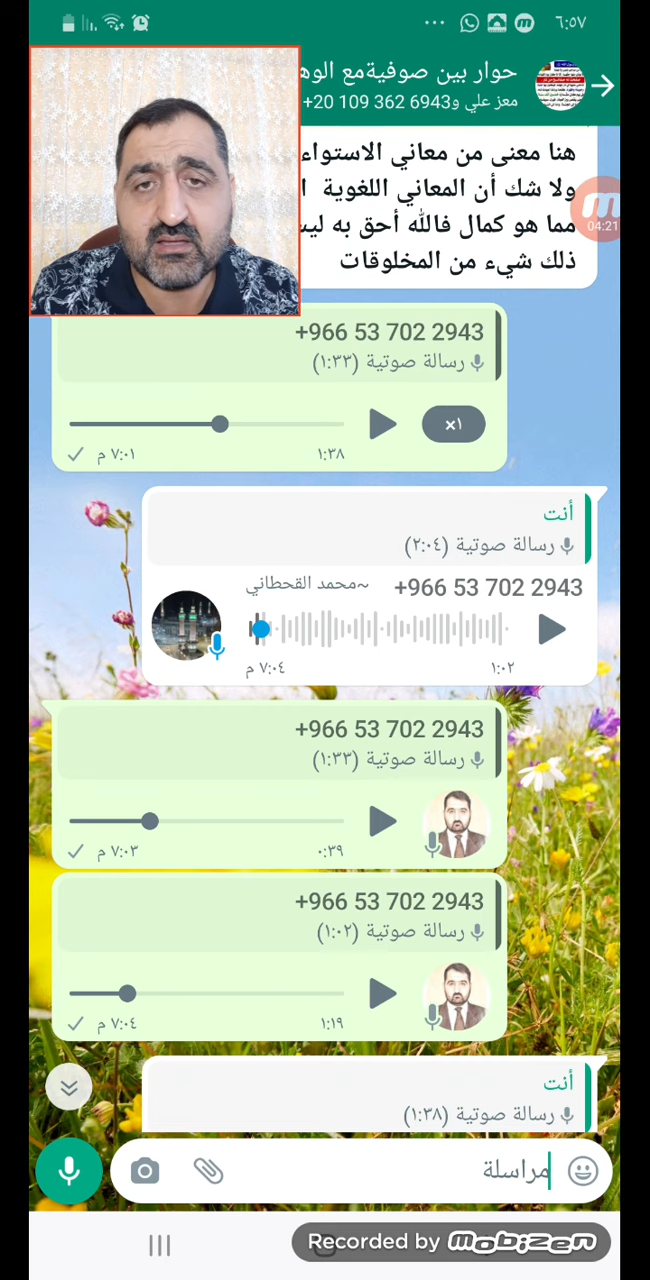 ٦:٥٧
حوار بين صوفيةمع الوه
معز علي و6943 362 109 20+
هنا معنى من معاني الاستواء
ولا شك أن المعاني اللغوية ا
مما هو كمال فالله أحق به ليس
ذلك شيء من المخلوقات
04:21
+966 53 702 2943
رسالة صوتية (١:٣٣)
×١
١:٣٨
٧:٠١ م
أنت
رسالة صوتية (٢:٠٤)
+966 53 702 2943
~محمد القحطاني
١:٠٢
٧:٠٤ م
+966 53 702 2943
رسالة صوتية (١:٣٣)
٠:٣٩
٧:٠٣ م
+966 53 702 2943
رسالة صوتية (١:٠٢)
١:١٩
٧:٠٤ م
أنت
رسالة صوتية (١:٣٨)
مراسلة
Recorded by mobizen